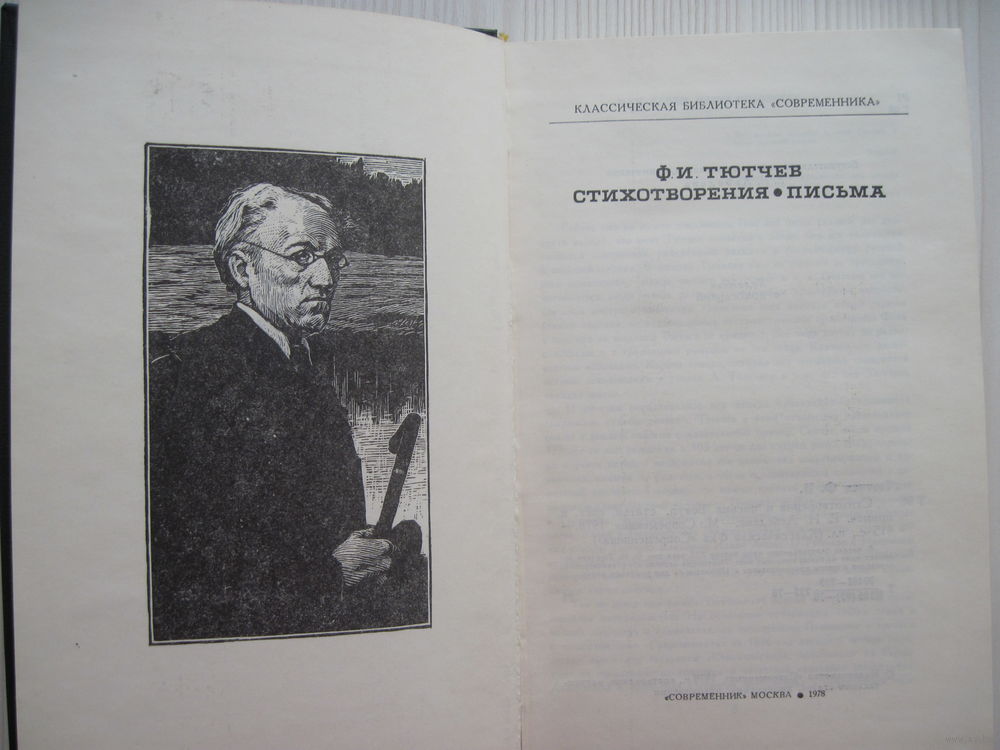 КЛАССИЧЕСКАЯ БИБЛИОТЕКА «СОВРЕМЕННИКА»
Ф. И. ТЮТЧЕВ
СТИХОТВОРЕНИЯ • ПИСЬМА
«СОВРЕМЕННИК» МОСКВА • 1978